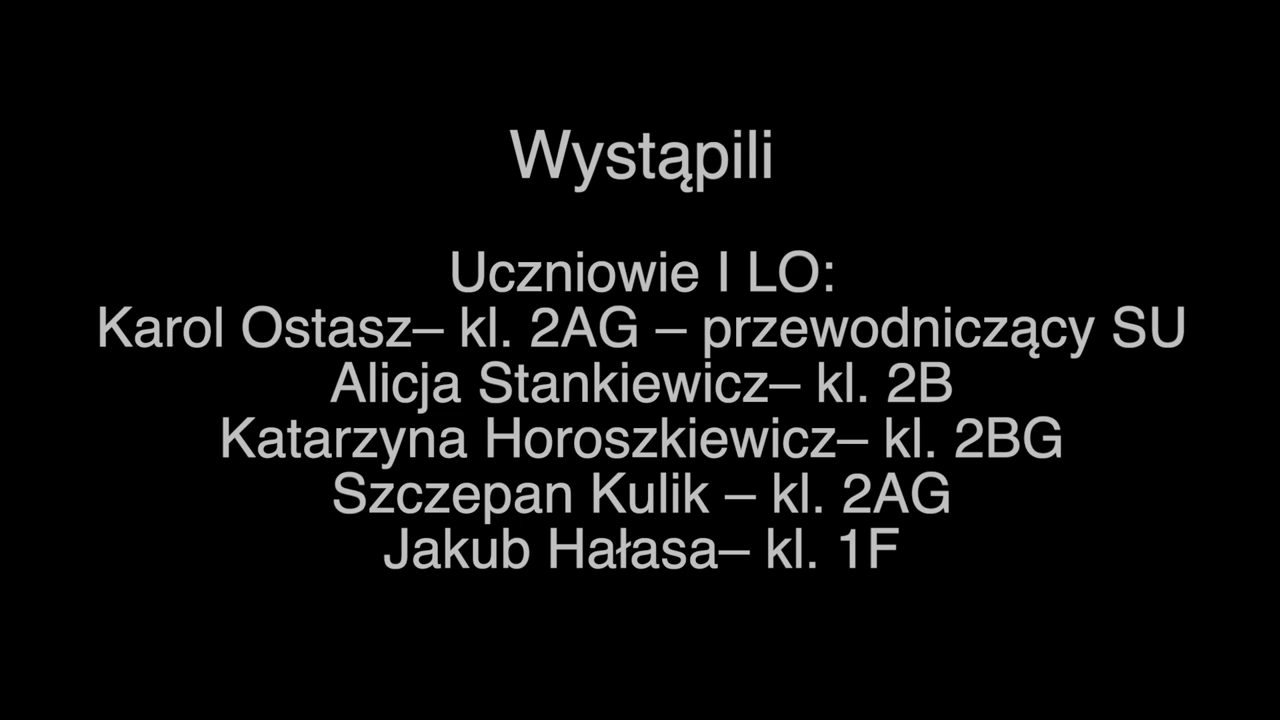 Wystąpili
Uczniowie I LO:
Karol Ostasz– kl. 2AG – przewodniczący SU
Alicja Stankiewicz– kl. 2B
Katarzyna Horoszkiewicz– kl. 2BG
Szczepan Kulik – kl. 2AG
Jakub Hałasa– kl. 1F